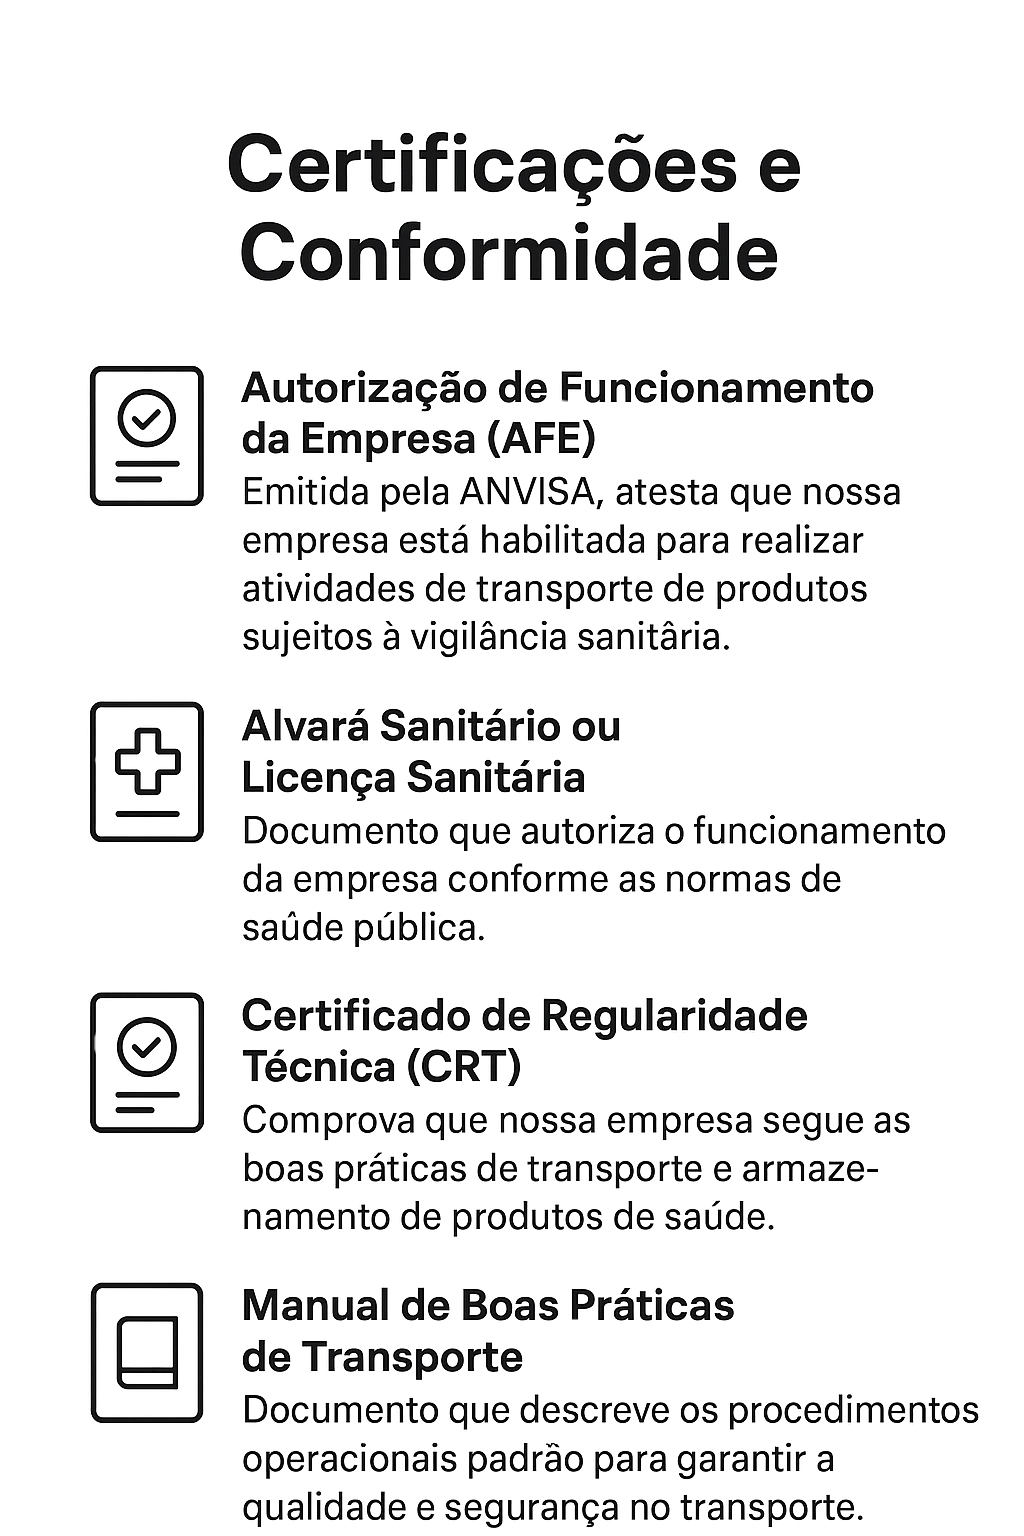 Certificações e
Conformidade
Autorização de Funcionamento
da Empresa (AFE)
Emitida pela ANVISA, atesta que nossa
empresa está habilitada para realizar
atividades de transporte de produtos
sujeitos à vigilância sanitâria.
Alvará Sanitário ou
Licença Sanitária
Documento que autoriza o funcionamento
da empresa conforme as normas de
saûde pública.
Certificado de Regularidade
Técnica (CRT)
Comprova que nossa empresa segue as
boas práticas de transporte e armaze-
namento de produtos de saúde.
Manual de Boas Práticas
de Transporte
Documento que descreve os procedimentos
operacionais padrão para garantir a
qualidade e segurança no transporte.